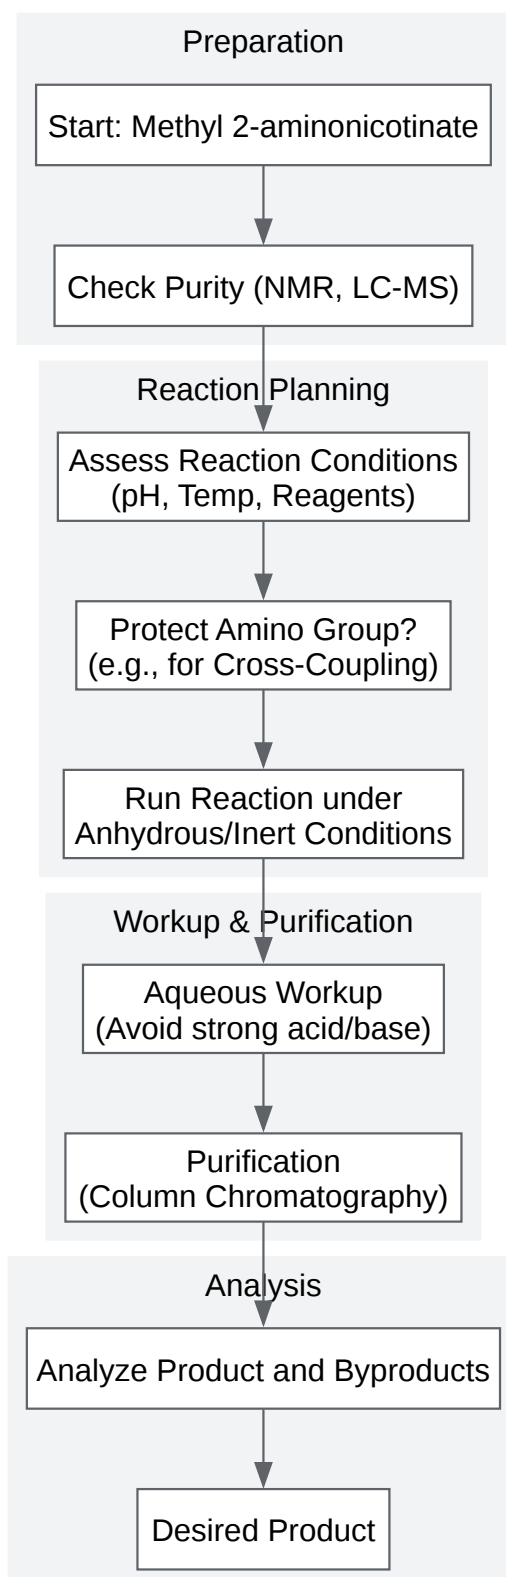 Preparation
Start: Methyl 2-aminonicotinate
Check Purity (NMR, LC-MS)
Reaction Planning
Assess Reaction Conditions
(pH, Temp, Reagents)
Protect Amino Group?
(e.g., for Cross-Coupling)
Run Reaction under
Anhydrous/Inert Conditions
Workup & Purification
Aqueous Workup
(Avoid strong acid/base)
Purification
(Column Chromatography)
Analysis
Analyze Product and Byproducts
Desired Product